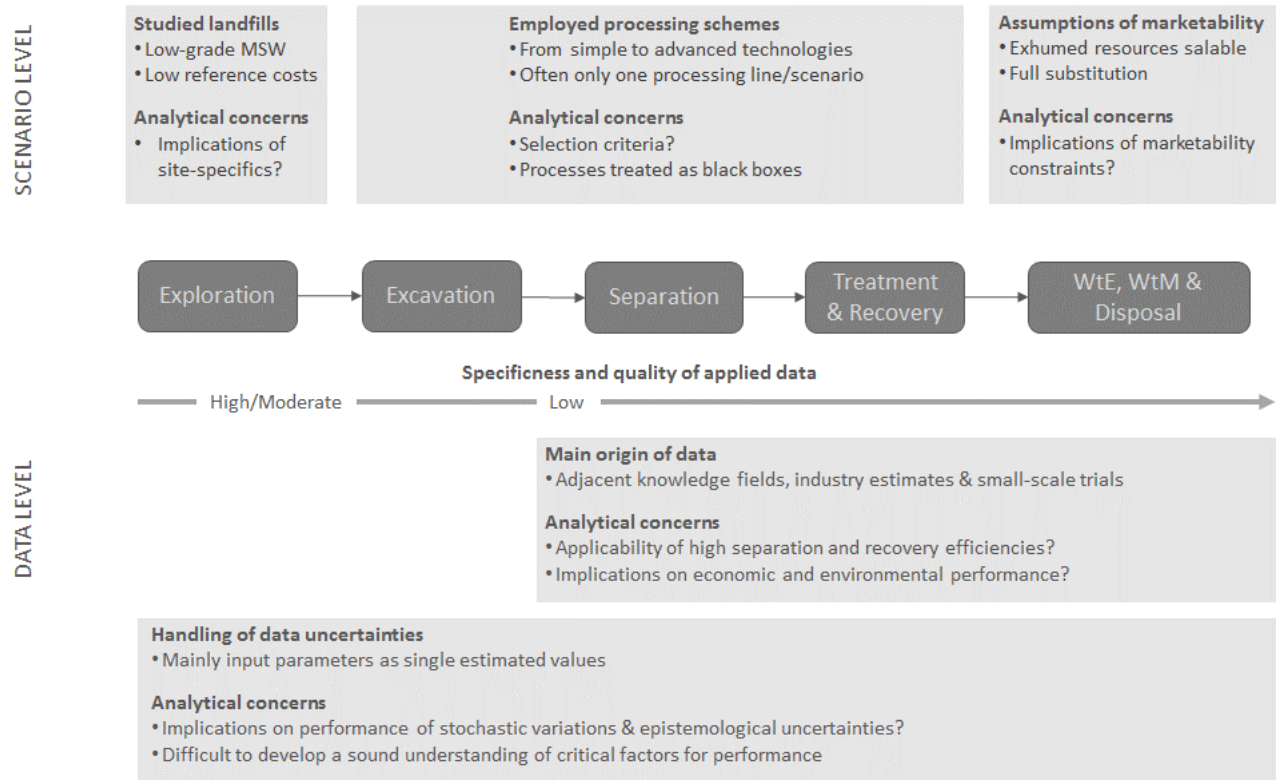 SCENARIO LEVEL
Studied landfills
• Low-grade MSW
• Low reference costs
Analytical concerns
• Implications of
site-specifics?
Employed processing schemes
• From simple to advanced technologies
• Often only one processing line/scenario
Analytical concerns
• Selection criteria?
• Processes treated as black boxes
Assumptions of marketability
• Exhumed resources salable
• Full substitution
Analytical concerns
• Implications of marketability
constraints?
Exploration
Excavation
Separation
Treatment
& Recovery
WtE, WtM &
Disposal
Specificness and quality of applied data
High/Moderate
Low
DATA LEVEL
Main origin of data
• Adjacent knowledge fields, industry estimates & small-scale trials
Analytical concerns
• Applicability of high separation and recovery efficiencies?
• Implications on economic and environmental performance?
Handling of data uncertainties
• Mainly input parameters as single estimated values
Analytical concerns
• Implications on performance of stochastic variations & epistemological uncertainties?
• Difficult to develop a sound understanding of critical factors for performance